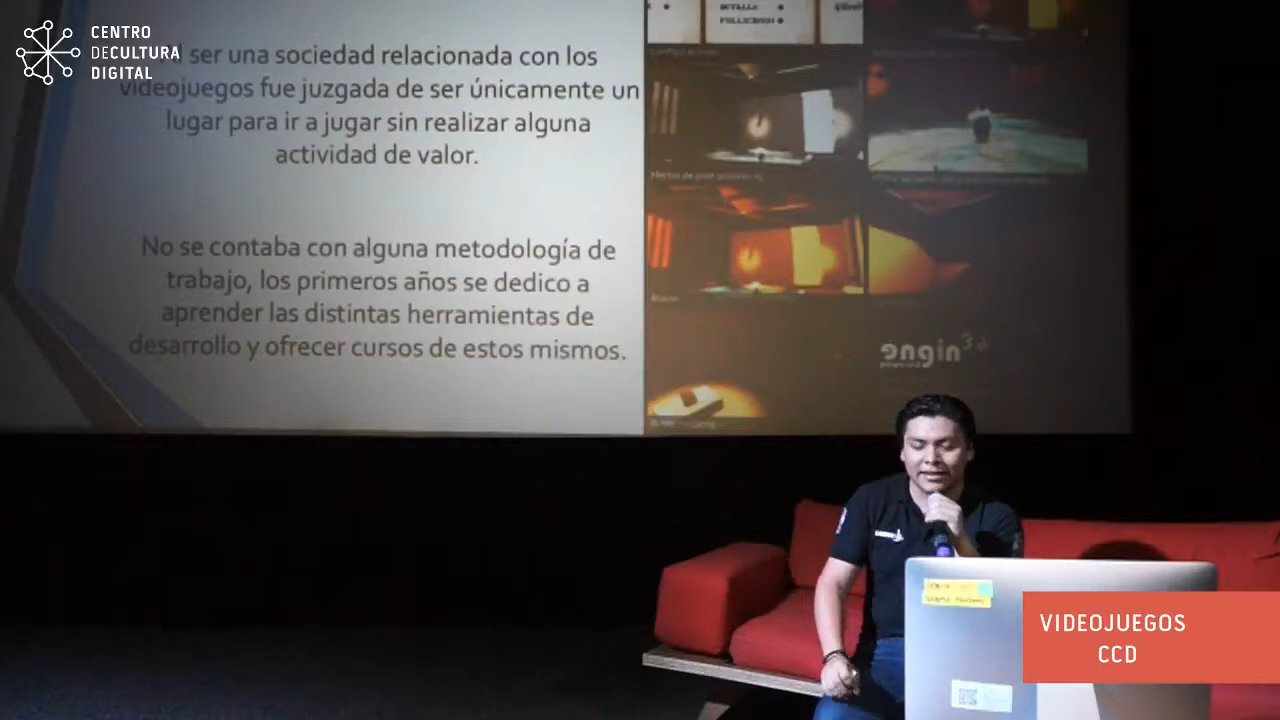 CENTRO
DECULTURA
DIGITAL
ser una sociedad relacionada con los
videojuegos fue juzgada de ser únicamente un
lugar para ir a jugar sin realizar alguna
actividad de valor.
No se contaba con alguna metodología de
trabajo, los primeros años se dedico a
aprender las distintas herramientas de
desarrollo y ofrecer cursos de estos mismos.
engin3d
VIDEOJUEGOS
CCD